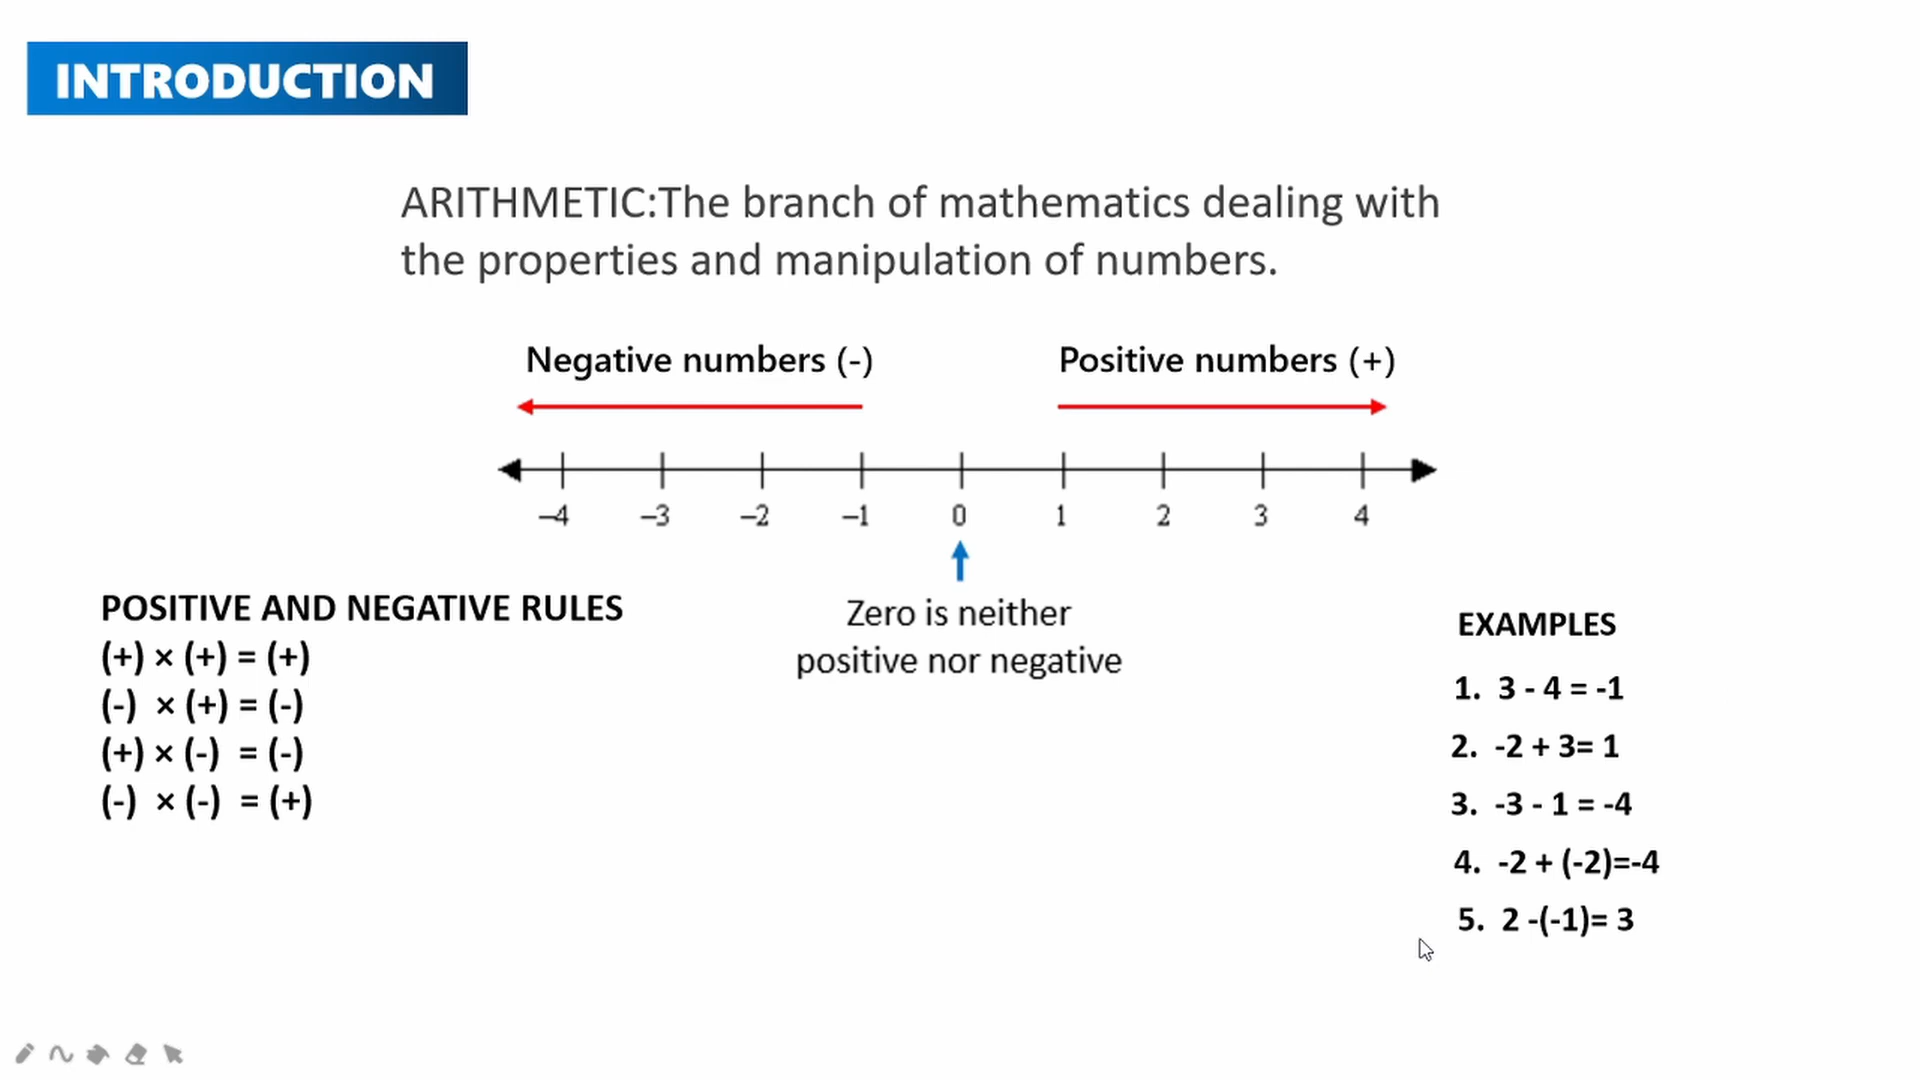 INTRODUCTION
ARITHMETIC:The branch of mathematics dealing with
the properties and manipulation of numbers.
Negative numbers (-)
Positive numbers (+)
–4 –3 –2 –1 0 1 2 3 4
Zero is neither
positive nor negative
POSITIVE AND NEGATIVE RULES
(+) × (+) = (+)
(-) × (+) = (-)
(+) × (-) = (-)
(-) × (-) = (+)
EXAMPLES
1. 3 - 4 = -1
2. -2 + 3= 1
3. -3 - 1 = -4
4. -2 + (-2)=-4
5. 2 -(-1)= 3